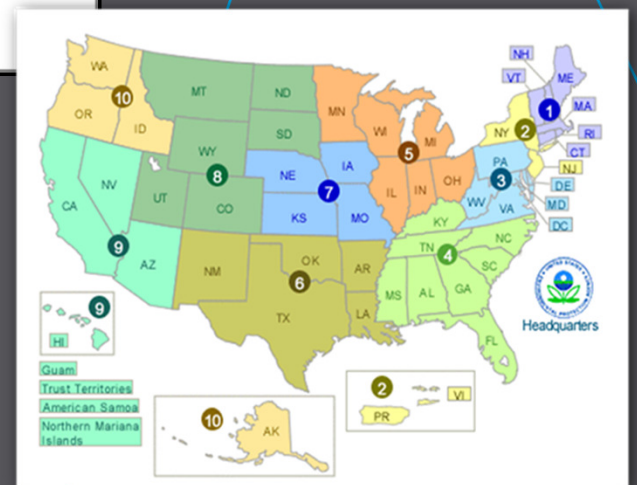 NH
VT
ME
WA
MT
ND
MN
1
MA
10
OR
ID
SD
WI
MI
NY
2
RI
CT
5
WY
8
NE
IA
PA
NJ
3
DE
NV
UT
CO
7
IL
IN
OH
WV
VA
MD
CA
KS
MO
KY
DC
9
AZ
NM
OK
AR
TN
4
NC
6
SC
TX
LA
MS
AL
GA
FL
Headquarters
9
HI
Guam
Trust Territories
American Samoa
Northern Mariana
Islands
10
AK
2
VI
PR